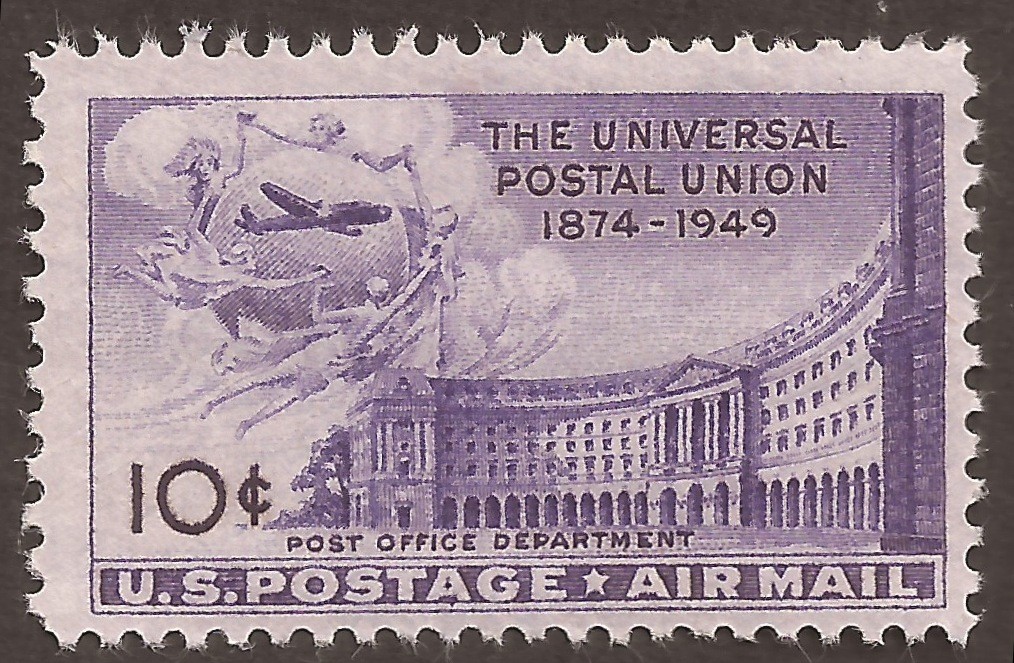 THE UNIVERSAL
POSTAL UNION
1874-1949
10¢
POST OFFICE DEPARTMENT
U.S. POSTAGE ★ AIR MAIL